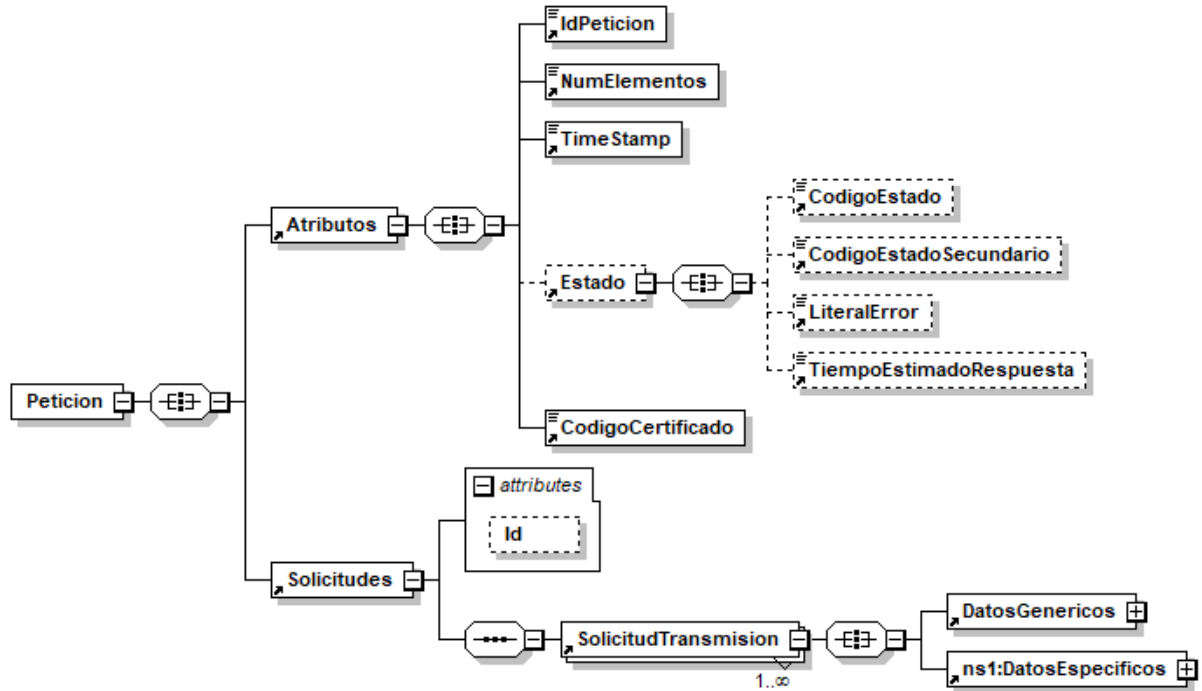 IdPeticion
NumElementos
TimeStamp
CodigoEstado
Atributos
CodigoEstadoSecundario
Estado
LiteralError
TiempoEstimadoRespuesta
Peticion
CodigoCertificado
attributes
Id
Solicitudes
DatosGenericos
SolicitudTransmision
ns1:DatosEspecificos
1..∞